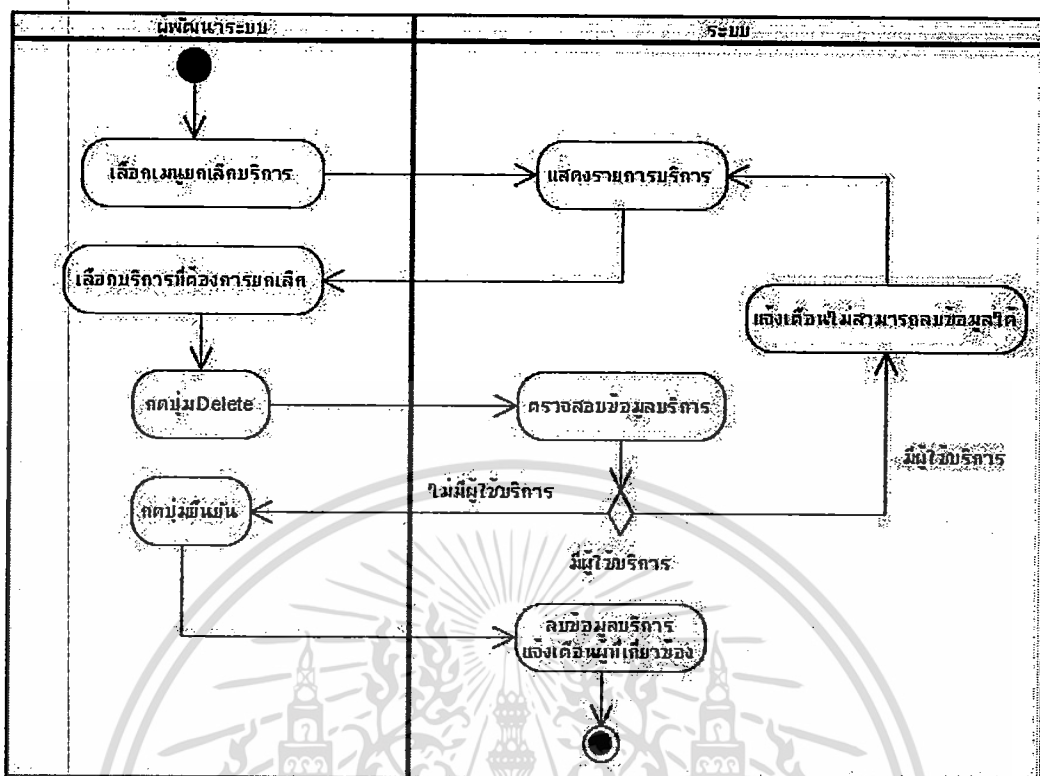 ผู้พัฒนาระบบ
ระบบ
เลือกเมนูยกเลิกบริการ
แสดงรายการบริการ
เลือกบริการที่ต้องการยกเลิก
แจ้งเตือนไม่สามารถลบข้อมูลได้
กดปุ่มDelete
ตรวจสอบข้อมูลบริการ
มีผู้ใช้บริการ
ไม่มีผู้ใช้บริการ
กดปุ่มยืนยัน
มีผู้ใช้บริการ
ลบข้อมูลบริการ
แจ้งเตือนผู้ที่เกี่ยวข้อง